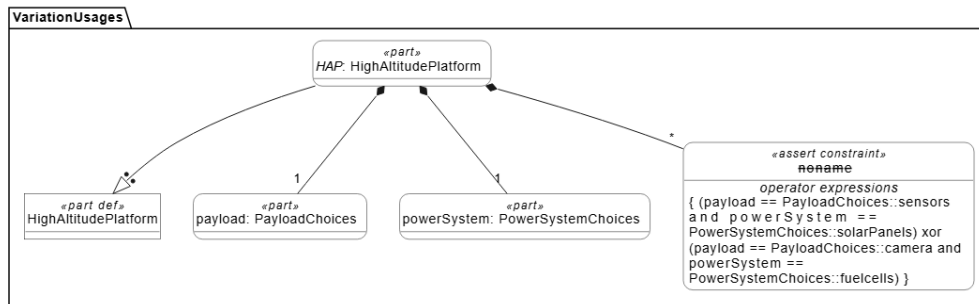 VariationUsages
«part»
HAP: HighAltitudePlatform
*
1
1
«assert constraint»
noname
operator expressions
{ (payload == PayloadChoices::sensors
and powerSystem ==
PowerSystemChoices::solarPanels) xor
(payload == PayloadChoices::camera and
powerSystem ==
PowerSystemChoices::fuelcells) }
«part def»
HighAltitudePlatform
«part»
payload: PayloadChoices
«part»
powerSystem: PowerSystemChoices